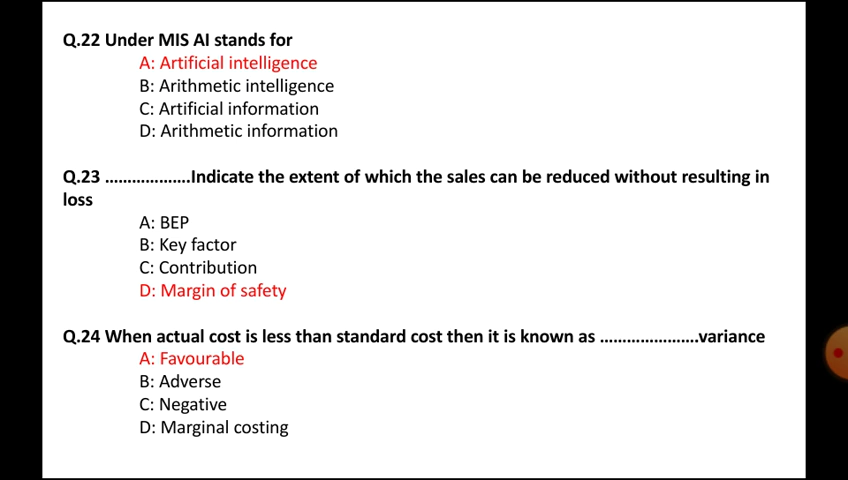 Q.22 Under MIS AI stands for
A: Artificial intelligence
B: Arithmetic intelligence
C: Artificial information
D: Arithmetic information
Q.23 ...................Indicate the extent of which the sales can be reduced without resulting in
loss
A: BEP
B: Key factor
C: Contribution
D: Margin of safety
Q.24 When actual cost is less than standard cost then it is known as ......................variance
A: Favourable
B: Adverse
C: Negative
D: Marginal costing